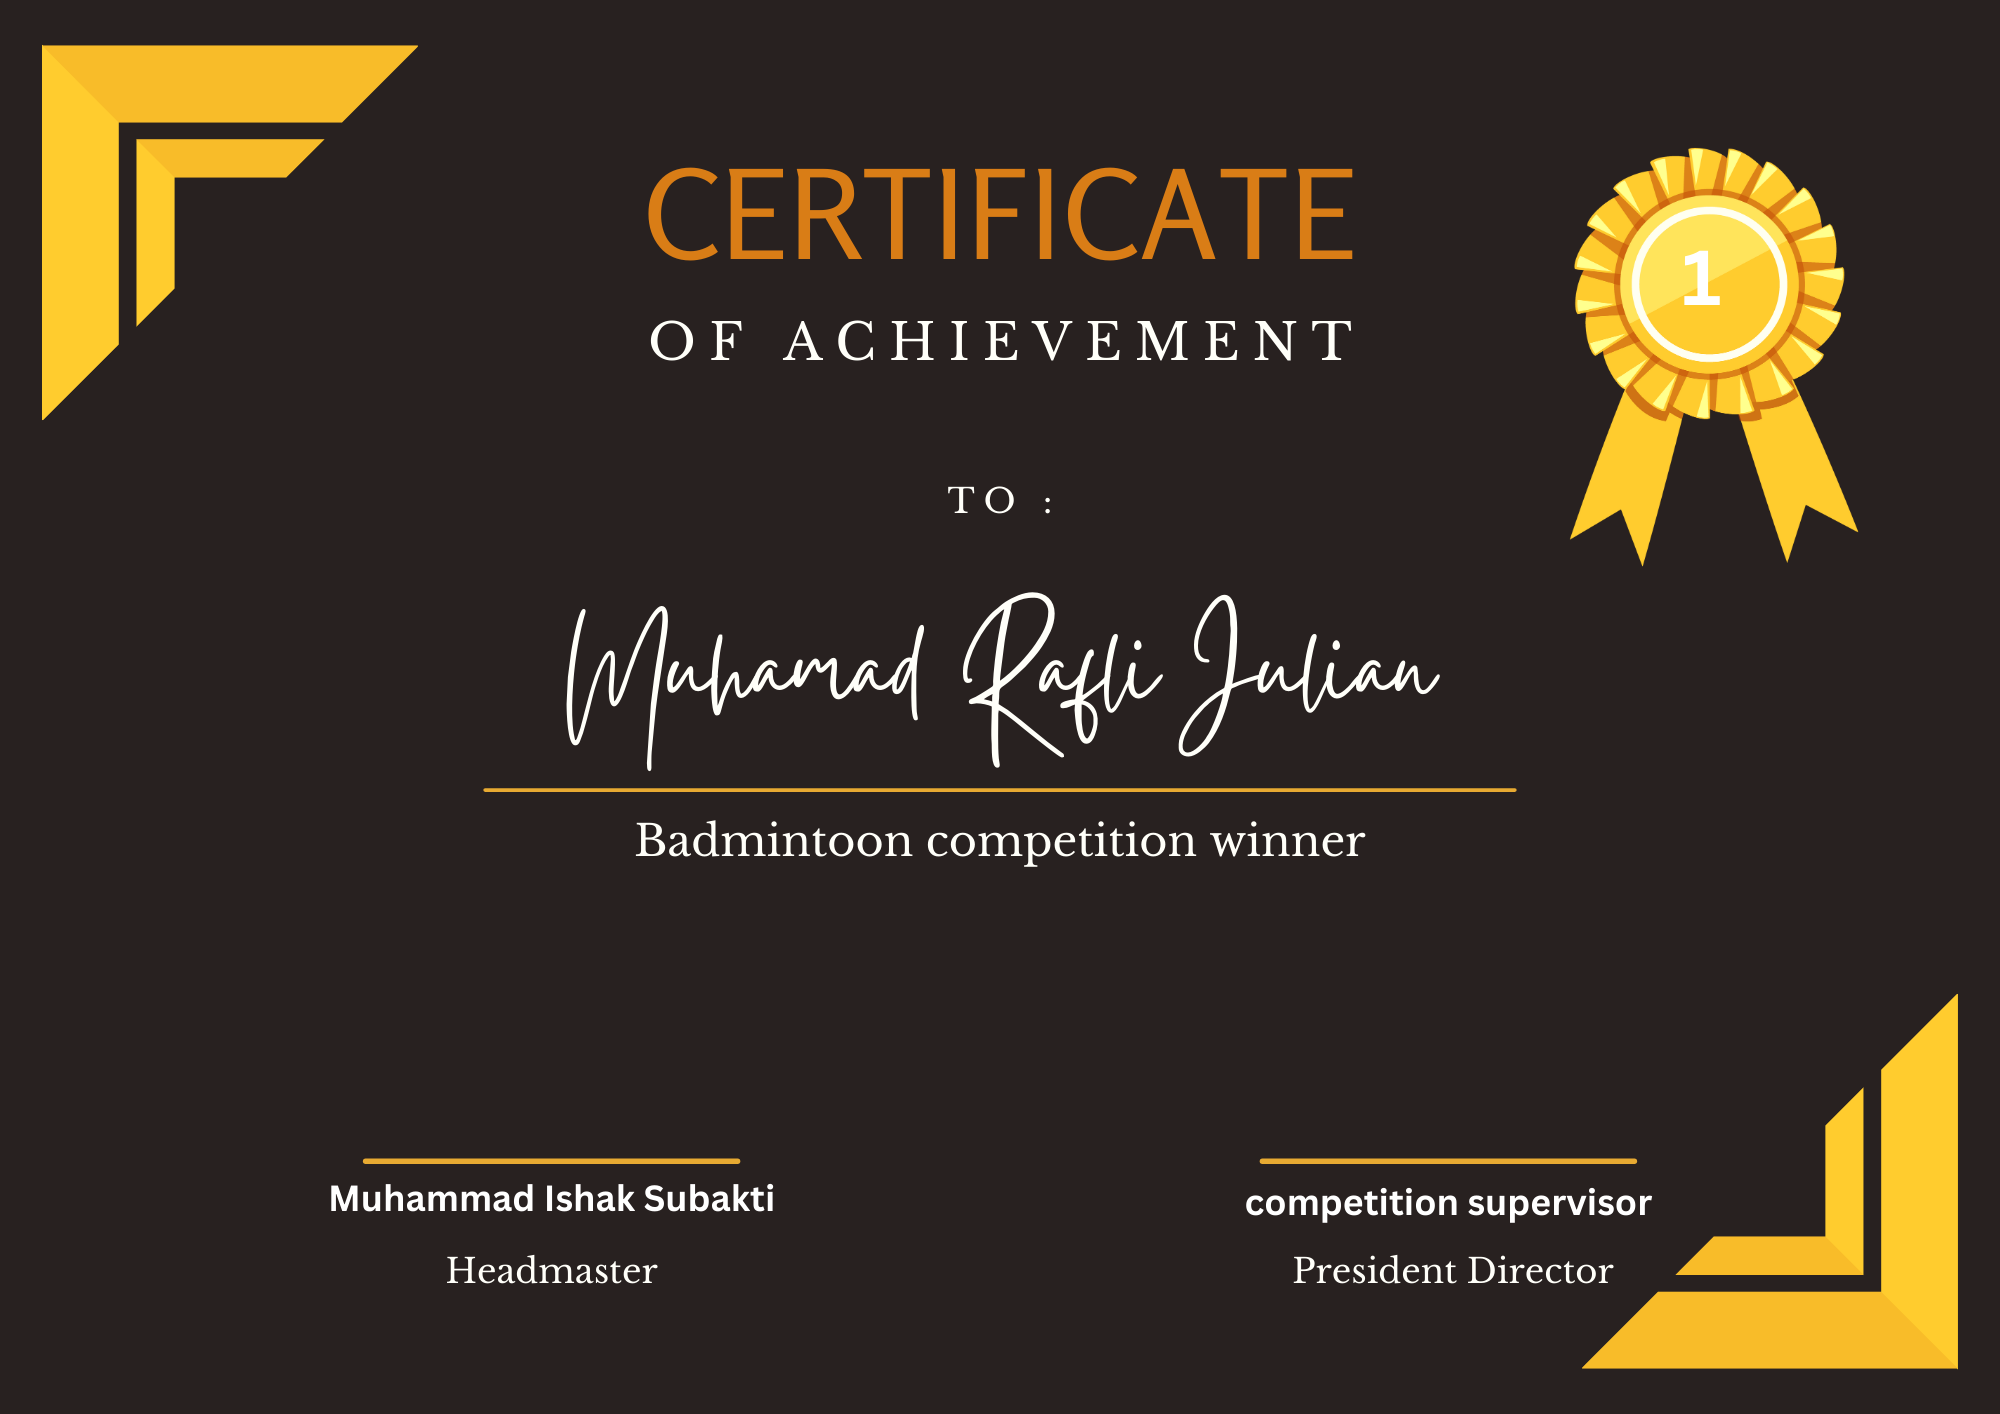 CERTIFICATE
OF ACHIEVEMENT
1
TO :
Muhamad Rafli Julian
Badmintoon competition winner
Muhammad Ishak Subakti
Headmaster
competition supervisor
President Director